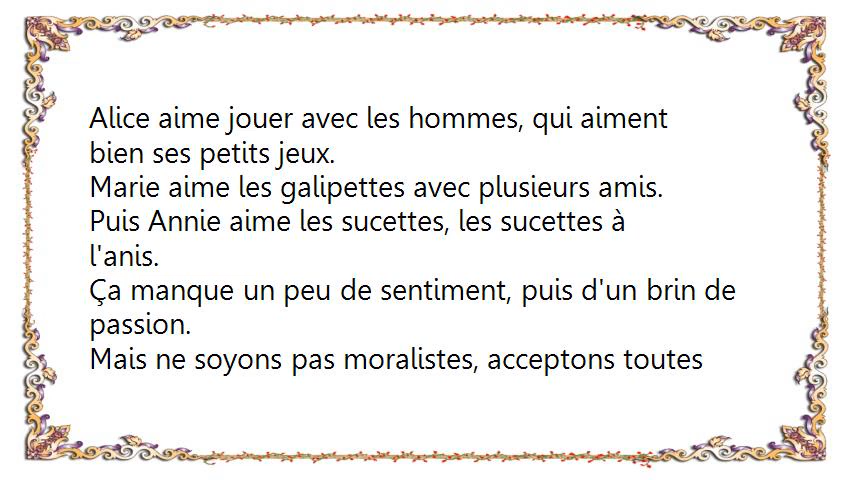 Alice aime jouer avec les hommes, qui aiment
bien ses petits jeux.
Marie aime les galipettes avec plusieurs amis.
Puis Annie aime les sucettes, les sucettes à
l'anis.
Ça manque un peu de sentiment, puis d'un brin de
passion.
Mais ne soyons pas moralistes, acceptons toutes